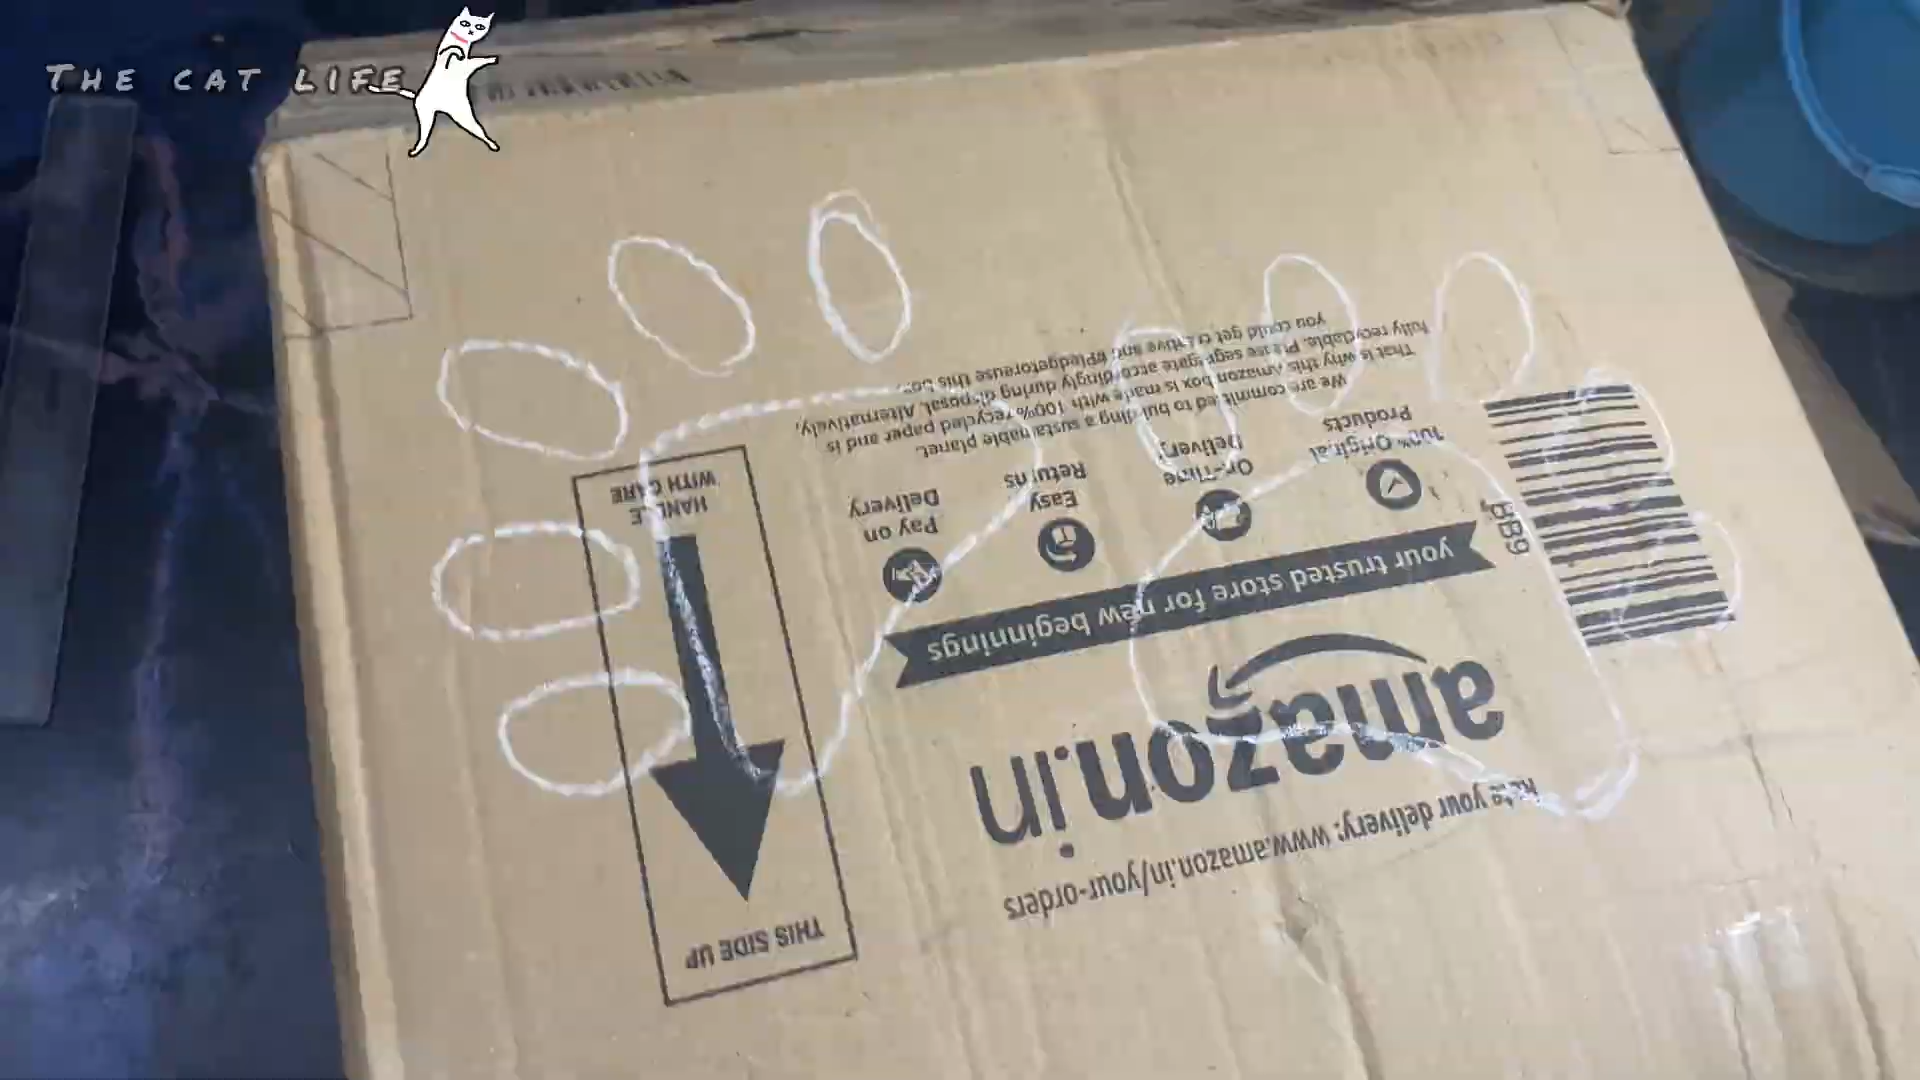 THE CAT LIFE
Rate your delivery: www.amazon.in/your-orders
amazon.in
your trusted store for new beginnings
100% Original
Products
On-Time
Delivery
Easy
Returns
Pay on
Delivery
We are committed to building a sustainable planet.
That is why this Amazon box is made with 100% recycled paper and is
fully recyclable. Please segregate accordingly during disposal. Alternatively,
you could get creative and #Pledgetoreuse this box.
BB9
THIS SIDE UP
HANDLE
WITH CARE